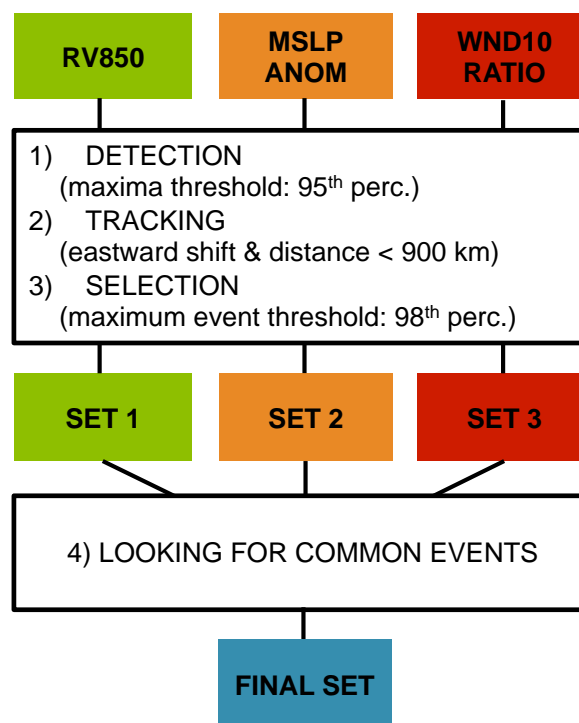 RV850
MSLP
ANOM
WND10
RATIO
1) DETECTION
(maxima threshold: 95th perc.)
2) TRACKING
(eastward shift & distance < 900 km)
3) SELECTION
(maximum event threshold: 98th perc.)
SET 1
SET 2
SET 3
4) LOOKING FOR COMMON EVENTS
FINAL SET